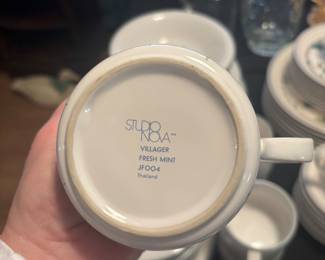 STUDIO
NOVA™
VILLAGER
FRESH MINT
JF004
Thailand